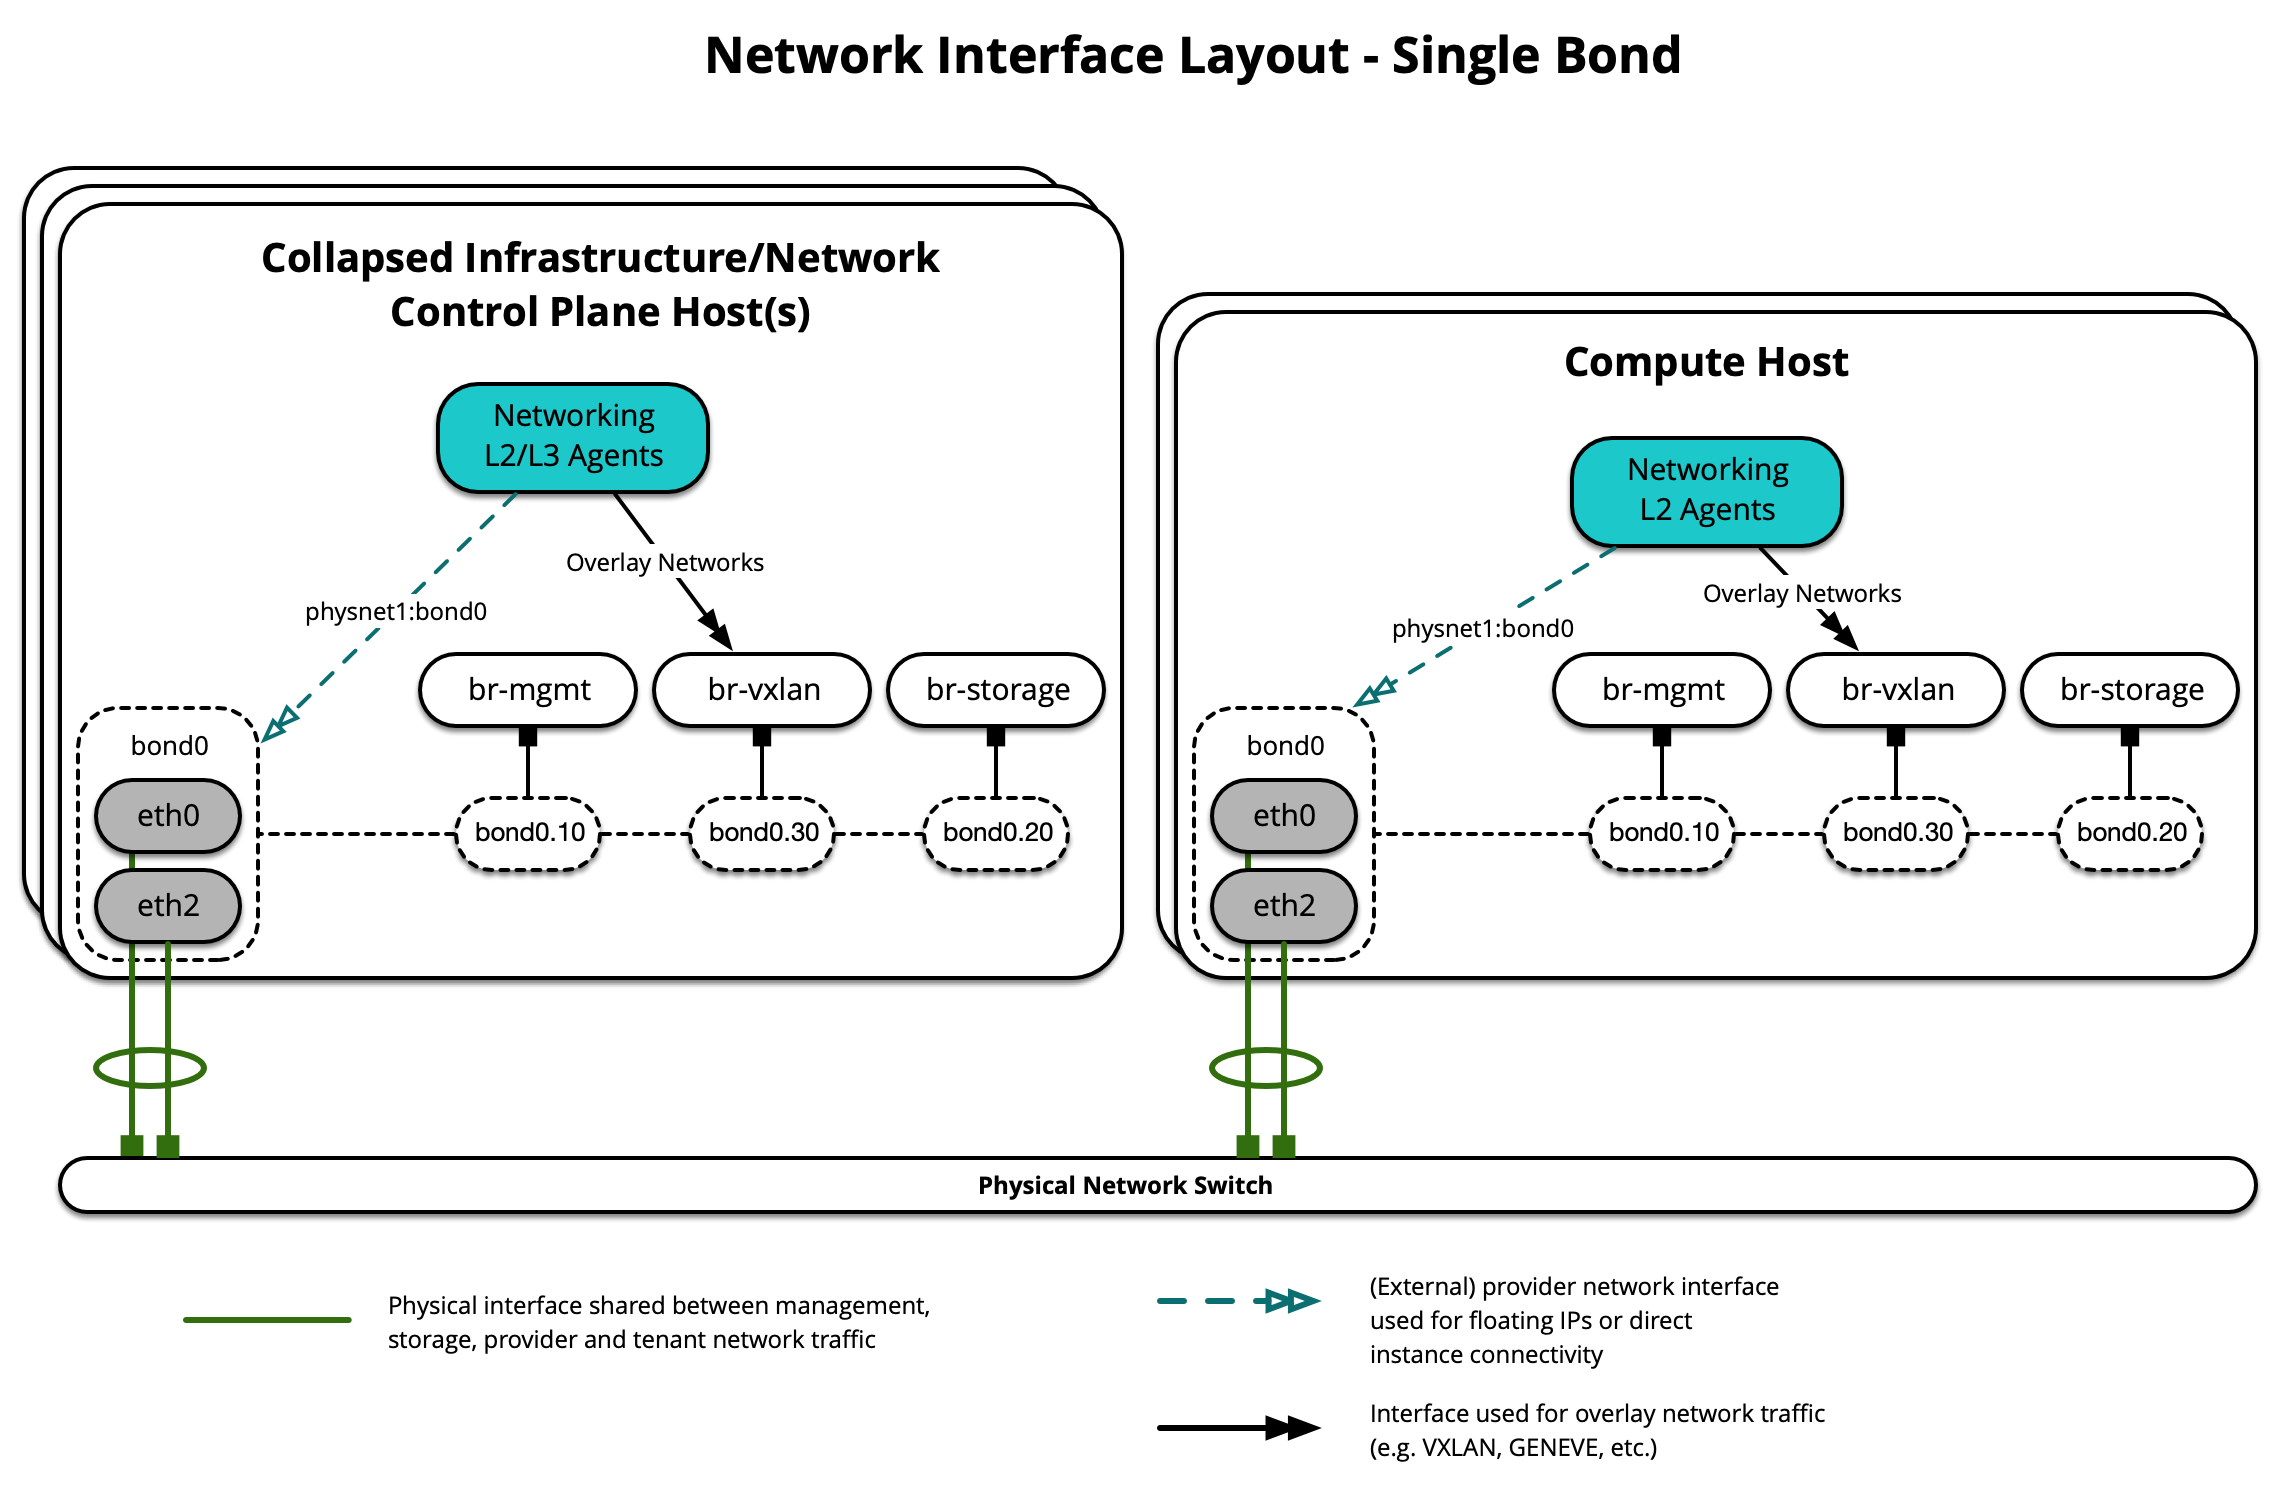 Network Interface Layout - Single Bond
Collapsed Infrastructure/Network
Control Plane Host(s)
Networking
L2/L3 Agents
Overlay Networks
physnet1:bond0
br-mgmt
br-vxlan
br-storage
bond0
eth0
eth2
bond0.10
bond0.30
bond0.20
Compute Host
Networking
L2 Agents
Overlay Networks
physnet1:bond0
br-mgmt
br-vxlan
br-storage
bond0
eth0
eth2
bond0.10
bond0.30
bond0.20
Physical Network Switch
Physical interface shared between management,
storage, provider and tenant network traffic
(External) provider network interface
used for floating IPs or direct
instance connectivity
Interface used for overlay network traffic
(e.g. VXLAN, GENEVE, etc.)